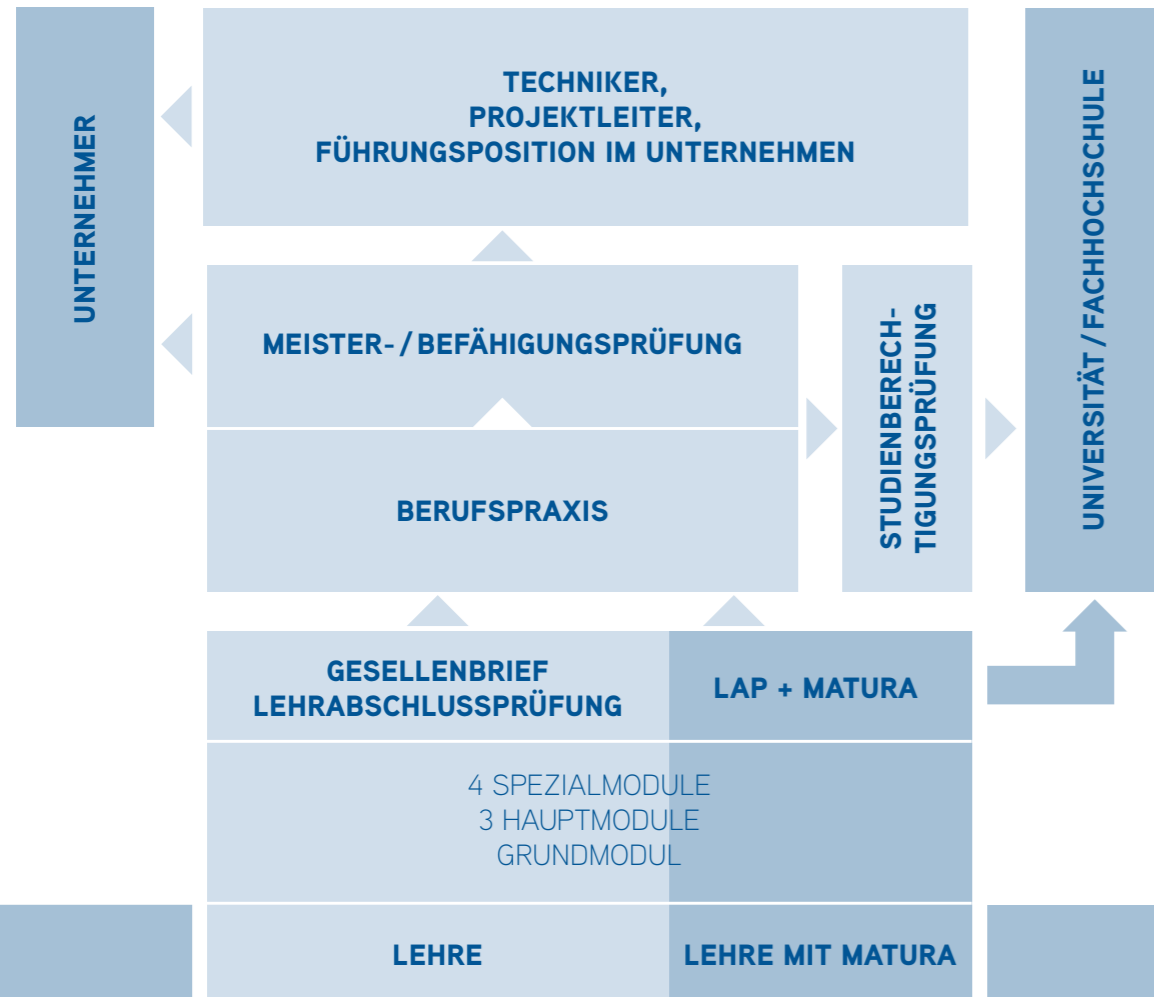 TECHNIKER,
PROJEKTLEITER,
FÜHRUNGSPOSITION IM UNTERNEHMEN
UNTERNEHMER
UNIVERSITÄT / FACHHOCHSCHULE
MEISTER- / BEFÄHIGUNGSPRÜFUNG
STUDIENBERECH-
TIGUNGSPRÜFUNG
BERUFSPRAXIS
GESELLENBRIEF
LEHRABSCHLUSSPRÜFUNG
LAP + MATURA
4 SPEZIALMODULE
3 HAUPTMODULE
GRUNDMODUL
LEHRE
LEHRE MIT MATURA